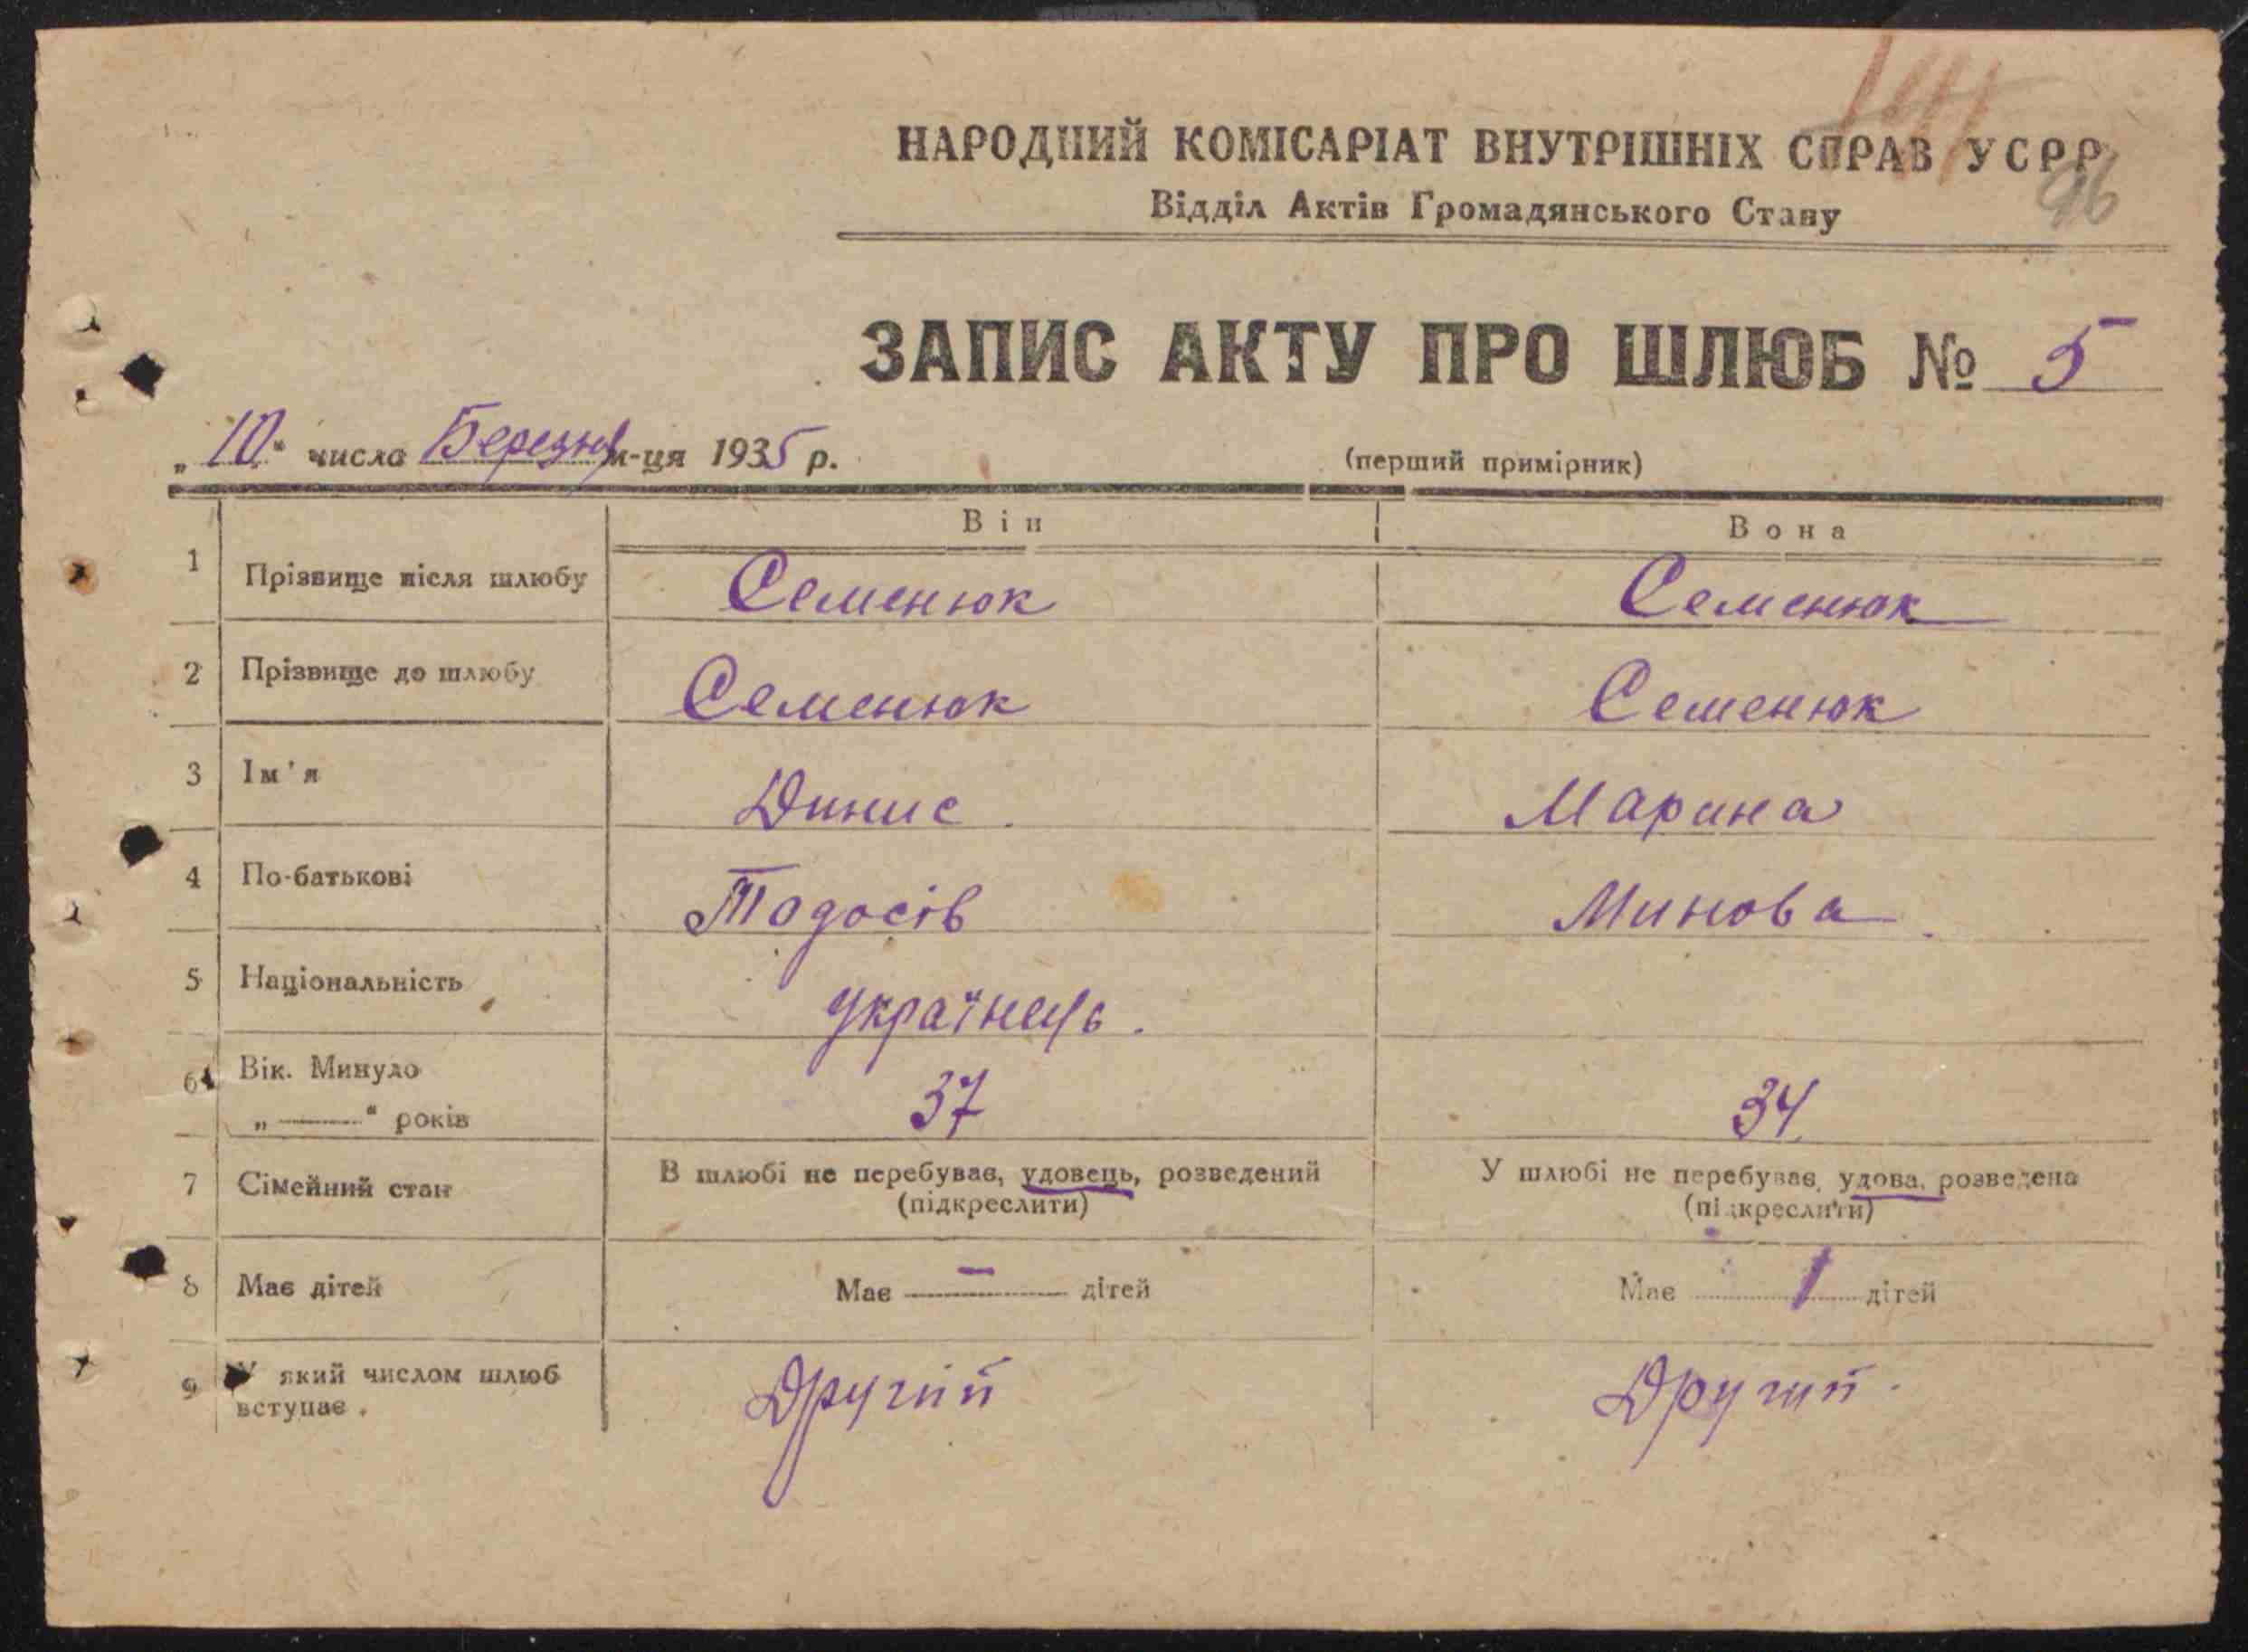 НАРОДНИЙ КОМІСАРІАТ ВНУТРІШНІХ СПРАВ УСРР
96
Відділ Актів Громадянського Стану
ЗАПИС АКТУ ПРО ШЛЮБ № 5
„10“ числа Березня м-ця 1935 р.
(перший примірник)
Він Вона
1 Прізвище після шлюбу Семенюк Семенюк
2 Прізвище до шлюбу Семенюк Семенюк
3 Ім'я Динис. Марина
4 По-батькові Тодосів Минова.
5 Національність українець.
6 Вік. Минуло
„ — “ років 37 34
7 Сімейний стан В шлюбі не перебував, удовець, розведений У шлюбі не перебував, удова, розведена
(підкреслити) (підкреслити)
8 Має дітей Має — дітей Має 1 дітей
9 У який числом шлюб
вступає. Другий Другий.